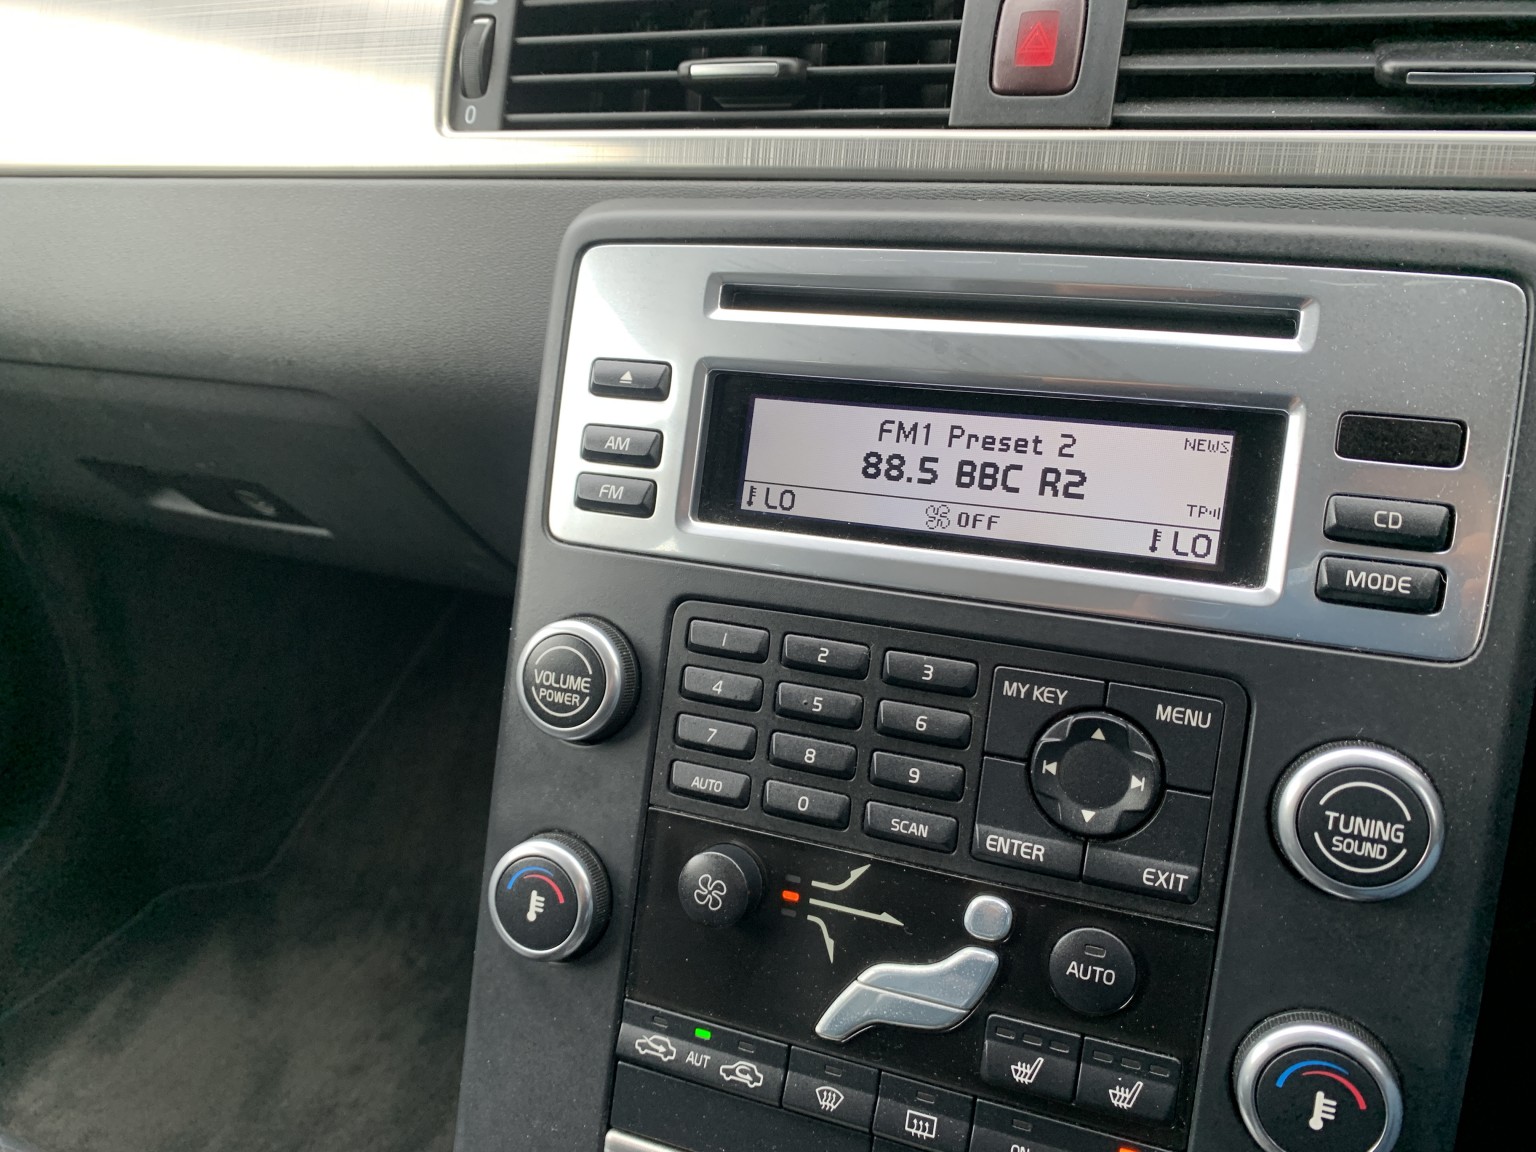 0
AM
FM
FM1 Preset 2
NEWS
88.5 BBC R2
TP
LO
OFF
LO
CD
MODE
VOLUME
POWER
1
2
3
4
5
6
7
8
9
AUTO
0
SCAN
MY KEY
MENU
ENTER
EXIT
TUNING
SOUND
AUTO
AUT